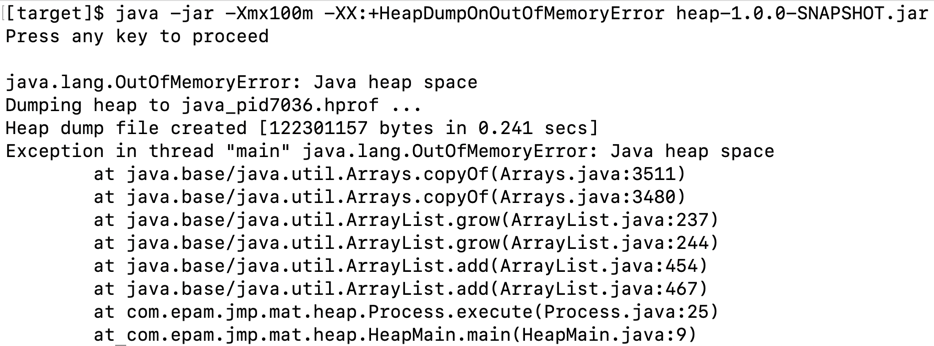 [[target]$ java -jar -Xmx100m -XX:+HeapDumpOnOutOfMemoryError heap-1.0.0-SNAPSHOT.jar
Press any key to proceed
java.lang.OutOfMemoryError: Java heap space
Dumping heap to java_pid7036.hprof ...
Heap dump file created [122301157 bytes in 0.241 secs]
Exception in thread "main" java.lang.OutOfMemoryError: Java heap space
at java.base/java.util.Arrays.copyOf(Arrays.java:3511)
at java.base/java.util.Arrays.copyOf(Arrays.java:3480)
at java.base/java.util.ArrayList.grow(ArrayList.java:237)
at java.base/java.util.ArrayList.grow(ArrayList.java:244)
at java.base/java.util.ArrayList.add(ArrayList.java:454)
at java.base/java.util.ArrayList.add(ArrayList.java:467)
at com.epam.jmp.mat.heap.Process.execute(Process.java:25)
at com.epam.jmp.mat.heap.HeapMain.main(HeapMain.java:9)